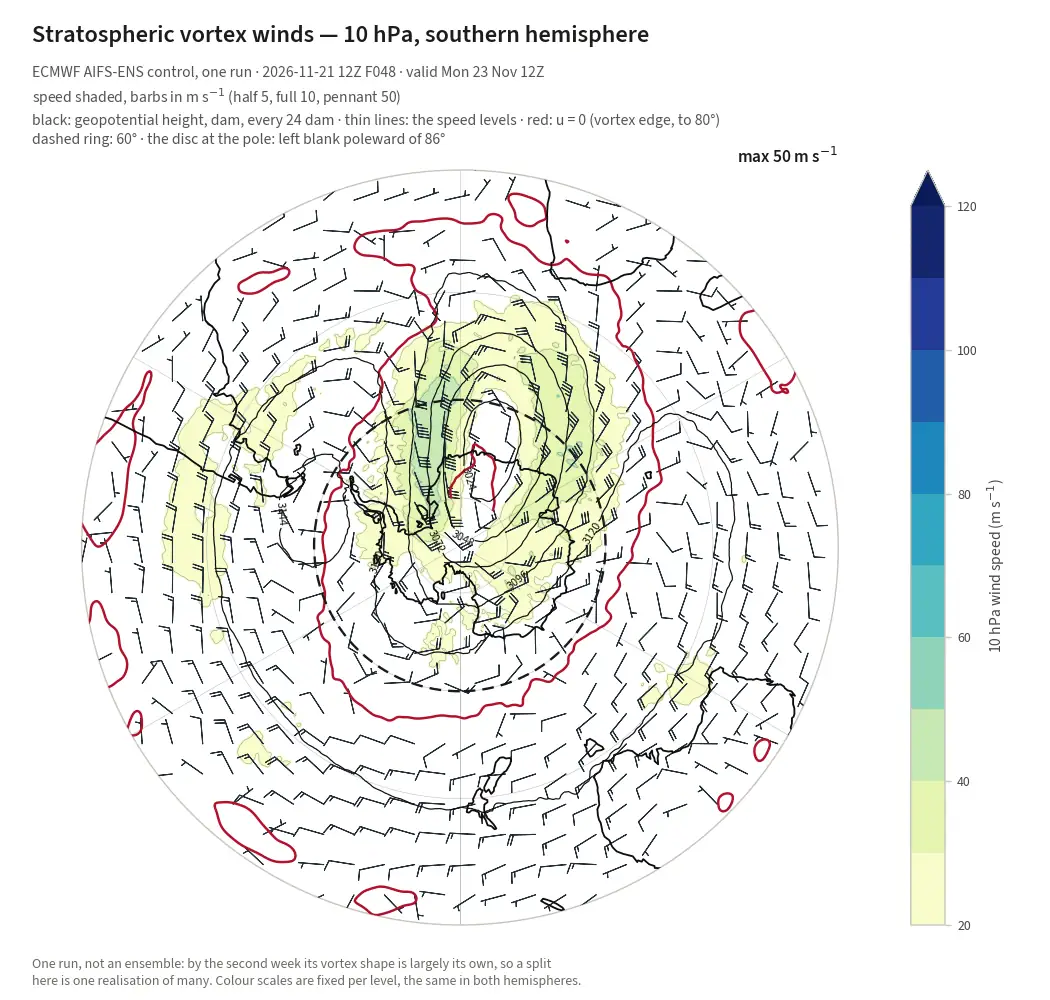 Stratospheric vortex winds — 10 hPa, southern hemisphere
ECMWF AIFS-ENS control, one run · 2026-11-21 12Z F048 · valid Mon 23 Nov 12Z
speed shaded, barbs in m s⁻¹ (half 5, full 10, pennant 50)
black: geopotential height, dam, every 24 dam · thin lines: the speed levels · red: u = 0 (vortex edge, to 80°)
dashed ring: 60° · the disc at the pole: left blank poleward of 86°
max 50 m s⁻¹
120
100
80
60
40
20
10 hPa wind speed (m s⁻¹)
3024
3144
3120
3048
3072
3096
One run, not an ensemble: by the second week its vortex shape is largely its own, so a split
here is one realisation of many. Colour scales are fixed per level, the same in both hemispheres.